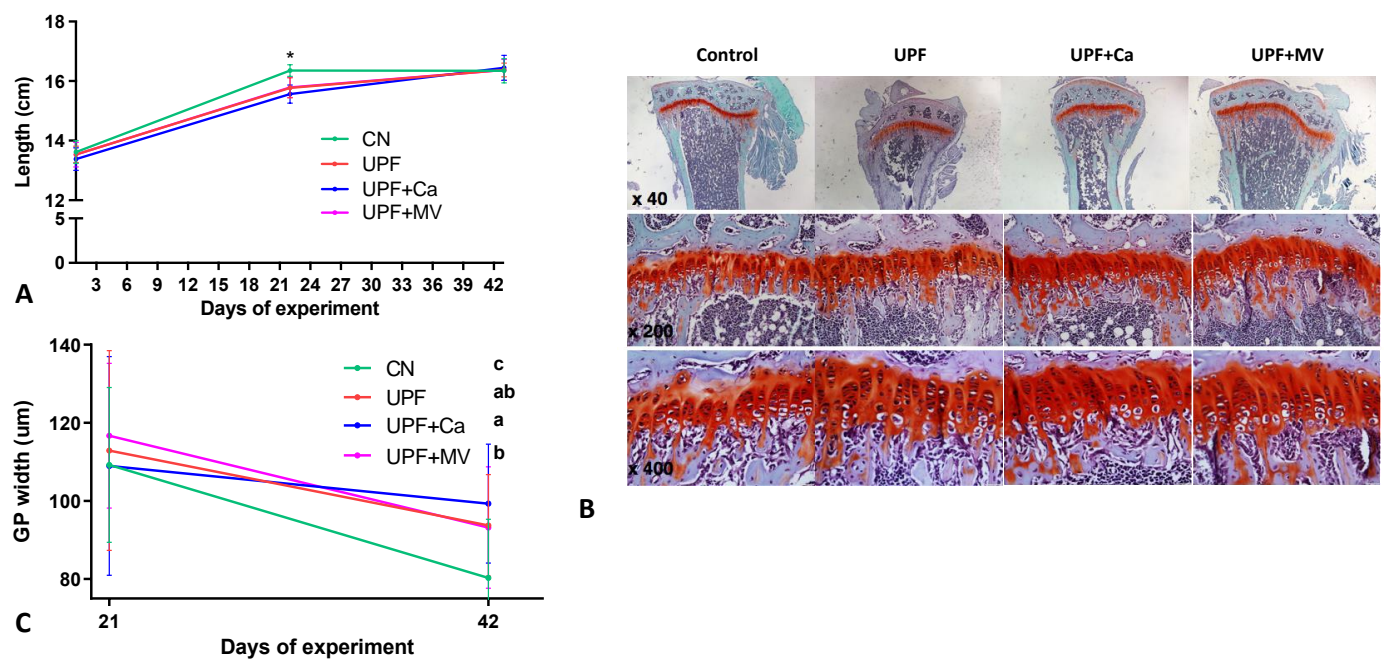 18
16
14
12
5
0
Length (cm)
*
CN
UPF
UPF+Ca
UPF+MV
3 6 9 12 15 18 21 24 27 30 33 36 39 42
Days of experiment
A
Control UPF UPF+Ca UPF+MV
x 40
x 200
x 400
B
140
120
100
80
GP width (um)
CN c
UPF ab
UPF+Ca a
UPF+MV b
21 42
Days of experiment
C